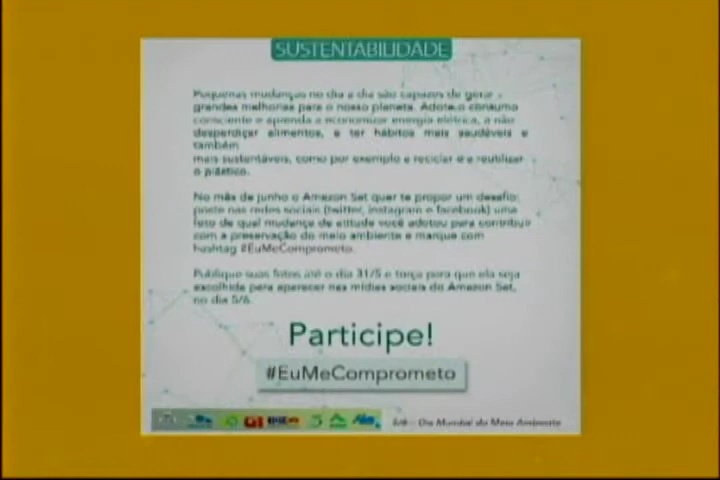 SUSTENTABILIDADE
Pequenas mudanças no dia a dia são capazes de gerar
grandes melhorias para o nosso planeta. Adote o consumo
consciente e aprenda a economizar energia elétrica, a não
desperdiçar alimentos, a ter hábitos mais saudáveis e
também
mais sustentáveis, como por exemplo a reciclar e a reutilizar
o plástico.
No mês de junho o Amazon Sat quer te propor um desafio:
poste nas redes sociais (twitter, instagram e facebook) uma
foto de qual mudança de atitude você adotou para contribuir
com a preservação do meio ambiente e marque com
hashtag #EuMeComprometo.
Publique suas fotos até o dia 31/5 e torça para que ela seja
escolhida para aparecer nas mídias sociais do Amazon Sat,
no dia 5/6.
Participe!
#EuMeComprometo
G1
5/6 - Dia Mundial do Meio Ambiente